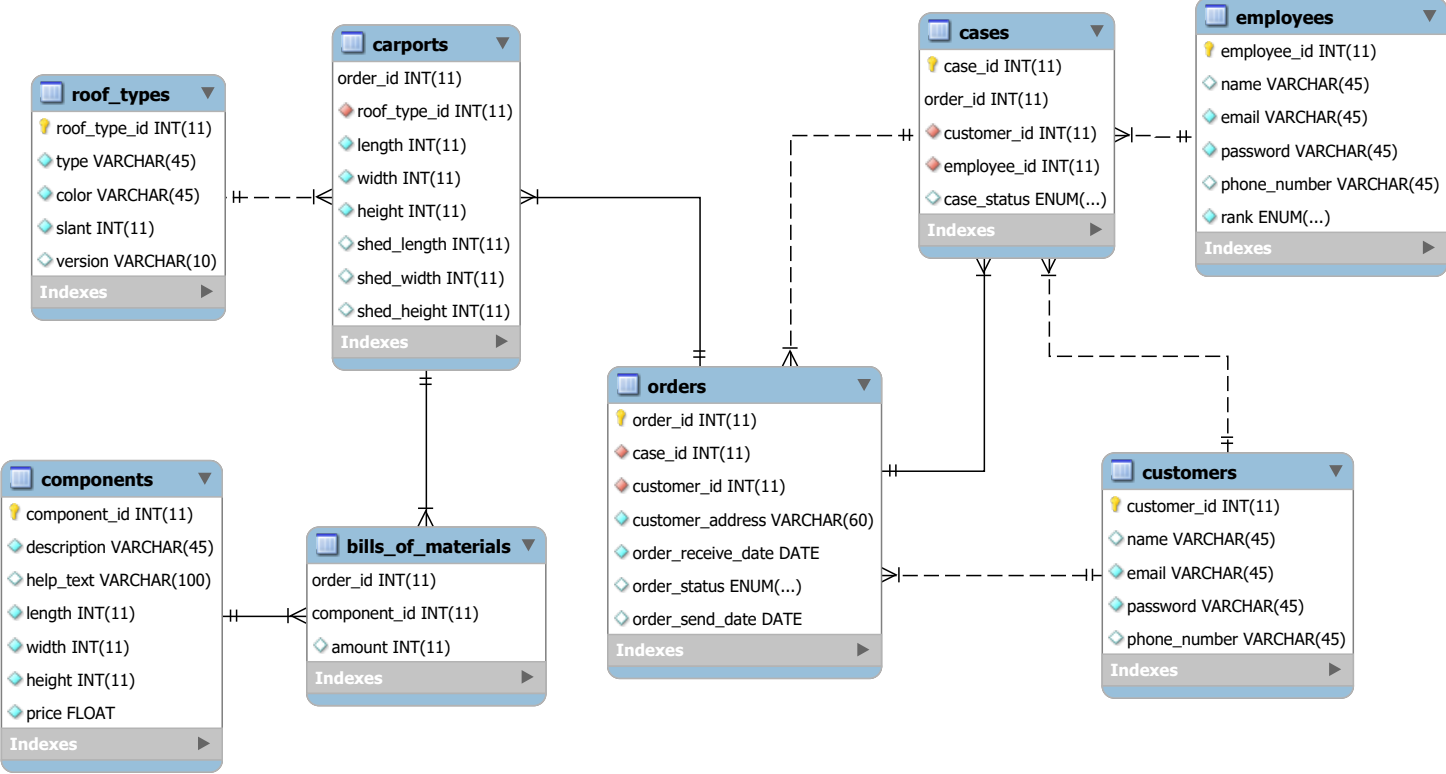 roof_types
roof_type_id INT(11)
type VARCHAR(45)
color VARCHAR(45)
slant INT(11)
version VARCHAR(10)
Indexes
carports
order_id INT(11)
roof_type_id INT(11)
length INT(11)
width INT(11)
height INT(11)
shed_length INT(11)
shed_width INT(11)
shed_height INT(11)
Indexes
cases
case_id INT(11)
order_id INT(11)
customer_id INT(11)
employee_id INT(11)
case_status ENUM(...)
Indexes
employees
employee_id INT(11)
name VARCHAR(45)
email VARCHAR(45)
password VARCHAR(45)
phone_number VARCHAR(45)
rank ENUM(...)
Indexes
components
component_id INT(11)
description VARCHAR(45)
help_text VARCHAR(100)
length INT(11)
width INT(11)
height INT(11)
price FLOAT
Indexes
bills_of_materials
order_id INT(11)
component_id INT(11)
amount INT(11)
Indexes
orders
order_id INT(11)
case_id INT(11)
customer_id INT(11)
customer_address VARCHAR(60)
order_receive_date DATE
order_status ENUM(...)
order_send_date DATE
Indexes
customers
customer_id INT(11)
name VARCHAR(45)
email VARCHAR(45)
password VARCHAR(45)
phone_number VARCHAR(45)
Indexes